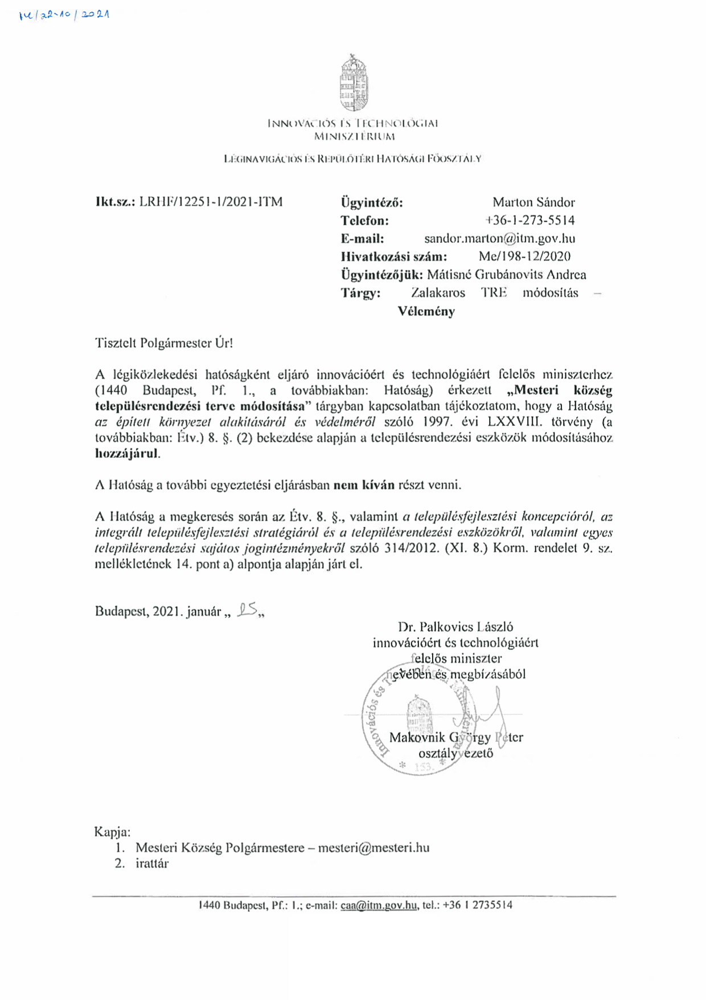 Me/22-10/2021
INNOVÁCIÓS ÉS TECHNOLÓGIAI
MINISZTÉRIUM
LÉGINAVIGÁCIÓS ÉS REPÜLŐTÉRI HATÓSÁGI FŐOSZTÁLY
Ikt.sz.: LRHF/12251-1/2021-ITM
Ügyintéző: Marton Sándor
Telefon: +36-1-273-5514
E-mail: sandor.marton@itm.gov.hu
Hivatkozási szám: Me/198-12/2020
Ügyintézőjük: Mátisné Grubánovits Andrea
Tárgy: Zalakaros TRE módosítás –
Vélemény
Tisztelt Polgármester Úr!
A légiközlekedési hatóságként eljáró innovációért és technológiáért felelős miniszterhez
(1440 Budapest, Pf. 1., a továbbiakban: Hatóság) érkezett „Mesteri község
településrendezési terve módosítása” tárgyban kapcsolatban tájékoztatom, hogy a Hatóság
az épített környezet alakításáról és védelméről szóló 1997. évi LXXVIII. törvény (a
továbbiakban: Étv.) 8. §. (2) bekezdése alapján a településrendezési eszközök módosításához
hozzájárul.
A Hatóság a további egyeztetési eljárásban nem kíván részt venni.
A Hatóság a megkeresés során az Étv. 8. §., valamint a településfejlesztési koncepcióról, az
integrált településfejlesztési stratégiáról és a településrendezési eszközökről, valamint egyes
településrendezési sajátos jogintézményekről szóló 314/2012. (XI. 8.) Korm. rendelet 9. sz.
mellékletének 14. pont a) alpontja alapján járt el.
Budapest, 2021. január „ 25„
Dr. Palkovics László
innovációért és technológiáért
felelős miniszter
nevében és megbízásából
Innovációs és Technológiai Minisztérium
Makovnik György Péter
osztályvezető
* 153. *
Kapja:
1. Mesteri Község Polgármestere – mesteri@mesteri.hu
2. irattár
1440 Budapest, Pf.: 1.; e-mail: caa@itm.gov.hu, tel.: +36 1 2735514